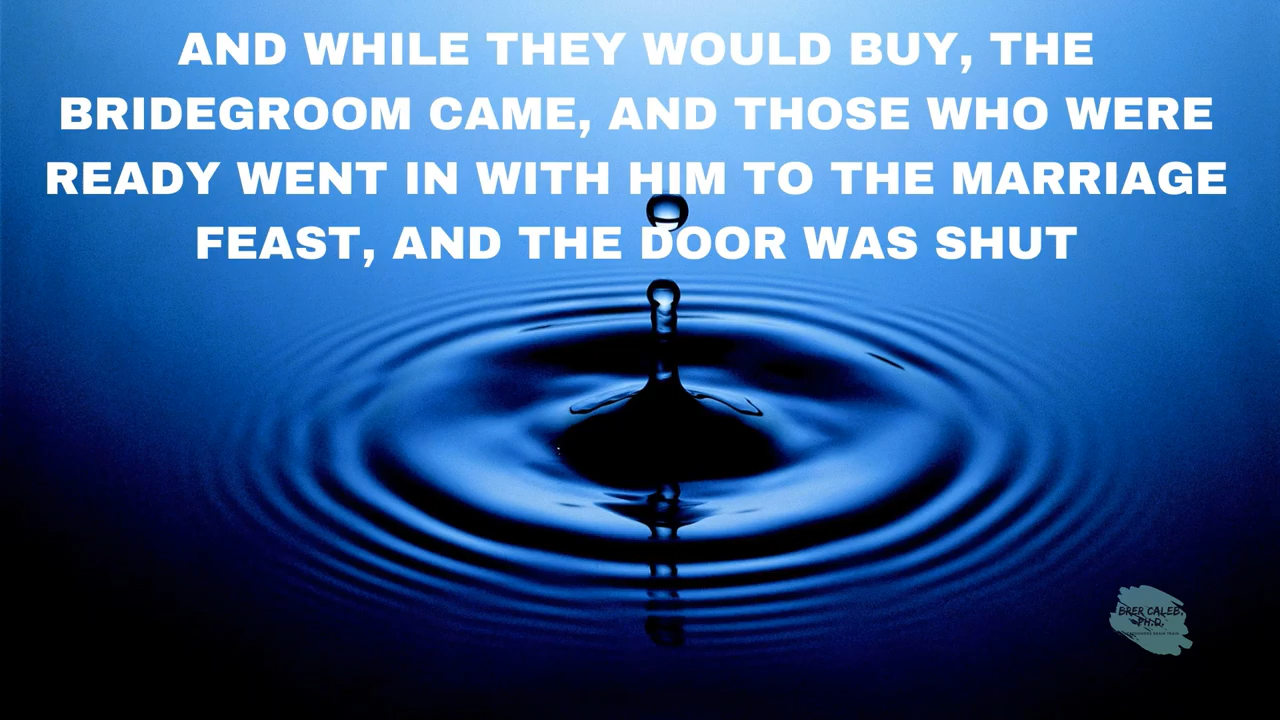 AND WHILE THEY WOULD BUY, THE
BRIDEGROOM CAME, AND THOSE WHO WERE
READY WENT IN WITH HIM TO THE MARRIAGE
FEAST, AND THE DOOR WAS SHUT
BRER CALEB,
PH.D.